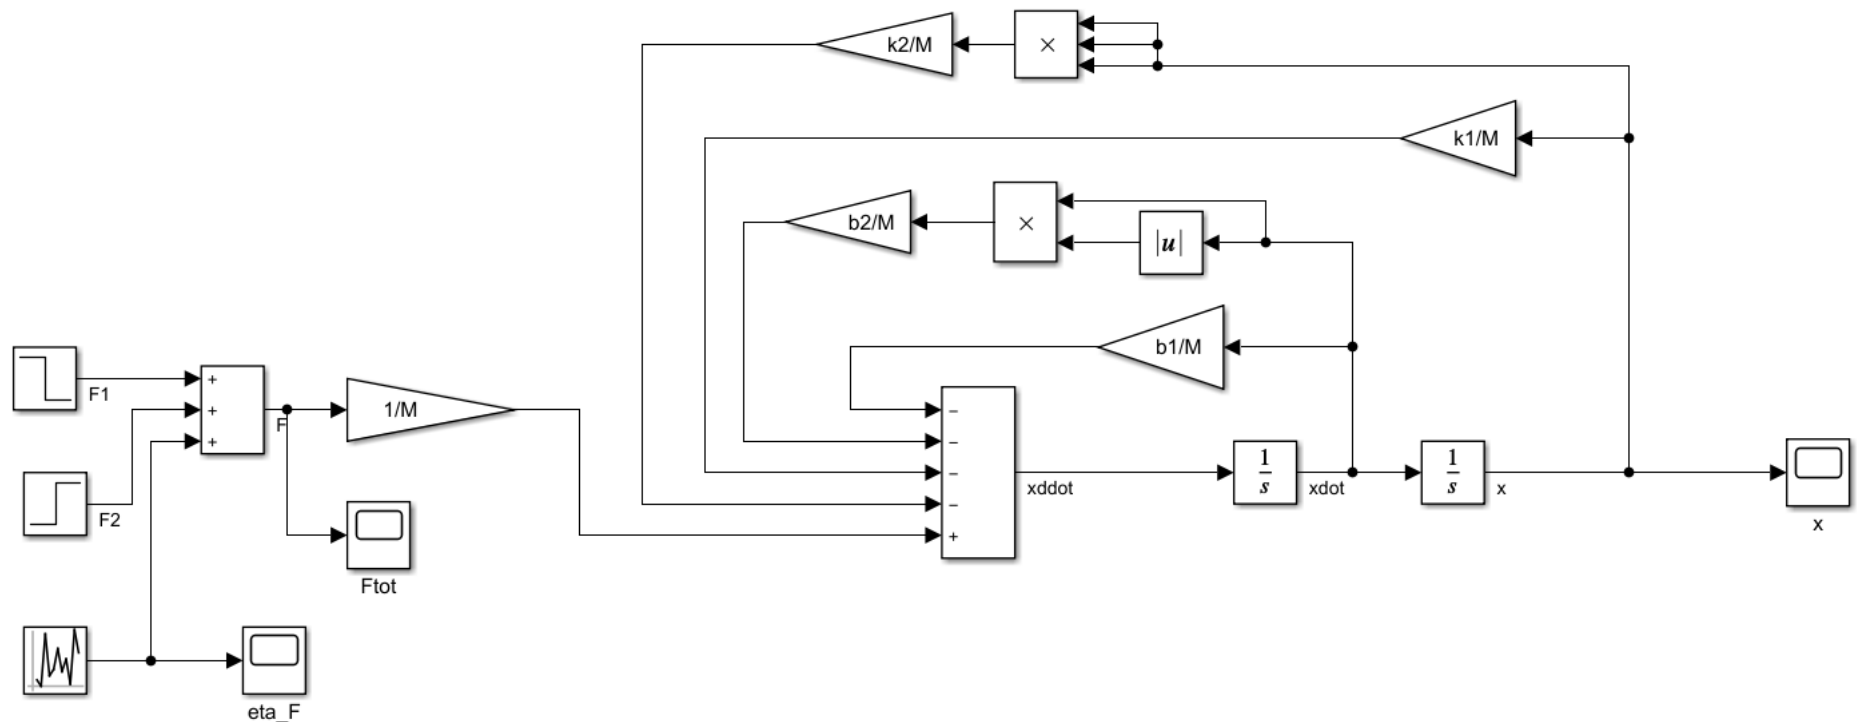 k2/M
×
k1/M
b2/M
×
|u|
b1/M
F1
+
+
+
F
1/M
F2
Ftot
−
−
−
−
+
xddot
1
s
xdot
1
s
x
x
eta_F